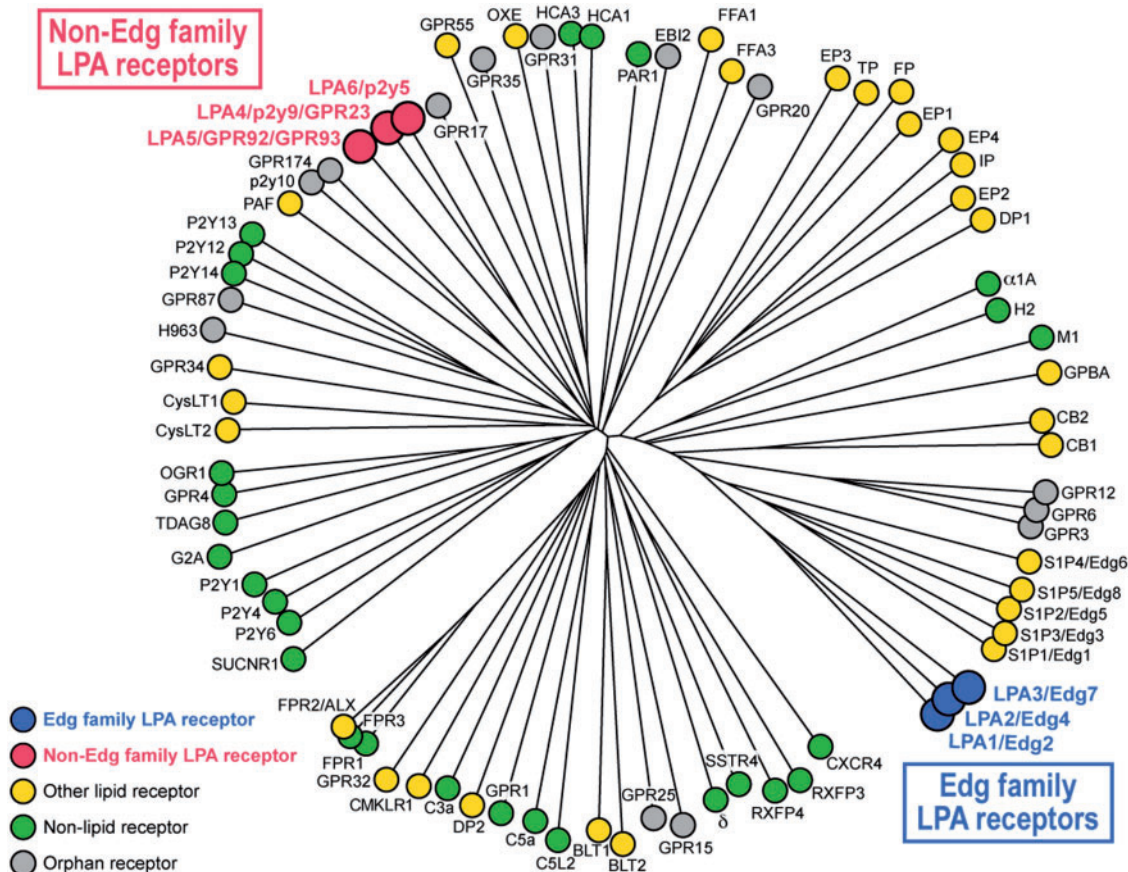 Non-Edg family
LPA receptors
GPR55
OXE
HCA3
HCA1
GPR31
GPR35
LPA6/p2y5
LPA4/p2y9/GPR23
LPA5/GPR92/GPR93
GPR17
PAR1
EBI2
FFA1
FFA3
GPR20
EP3
TP
FP
EP1
EP4
IP
EP2
DP1
GPR174
p2y10
PAF
P2Y13
P2Y12
P2Y14
GPR87
H963
GPR34
CysLT1
CysLT2
OGR1
GPR4
TDAG8
G2A
P2Y1
P2Y4
P2Y6
SUCNR1
α1A
H2
M1
GPBA
CB2
CB1
GPR12
GPR6
GPR3
S1P4/Edg6
S1P5/Edg8
S1P2/Edg5
S1P3/Edg3
S1P1/Edg1
LPA3/Edg7
LPA2/Edg4
LPA1/Edg2
FPR2/ALX
FPR3
FPR1
GPR32
CMKLR1
C3a
DP2
GPR1
C5a
C5L2
BLT1
BLT2
GPR25
GPR15
δ
SSTR4
RXFP4
RXFP3
CXCR4
Edg family
LPA receptors
Edg family LPA receptor
Non-Edg family LPA receptor
Other lipid receptor
Non-lipid receptor
Orphan receptor